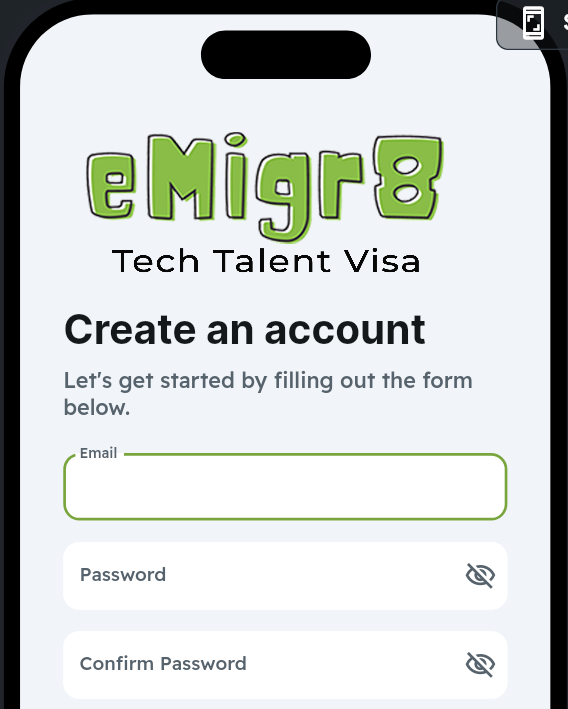 eMigr8
Tech Talent Visa
Create an account
Let's get started by filling out the form
below.
Email
Password
Confirm Password